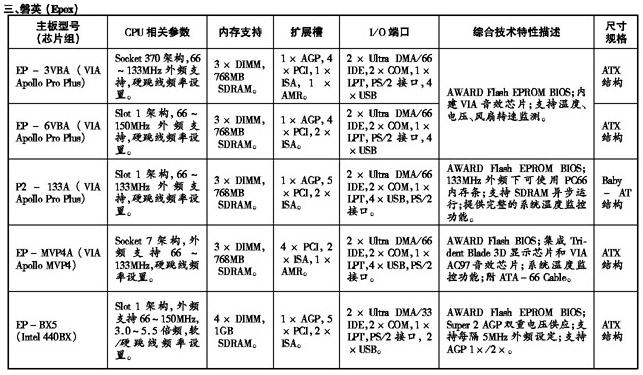 三、磐英 (Epox)
主板型号
(芯片组)
CPU 相关参数
内存支持
扩展槽
I/O 端口
综合技术特性描述
尺寸
规格
EP - 3VBA (VIA
Apollo Pro Plus)
Socket 370 架构,66
~ 133MHz 外频支
持,硬跳线频率设
置。
3 × DIMM,
768MB
SDRAM。
1 × AGP, 4
× PCI, 1 ×
ISA, 1 ×
AMR。
2 × Ultra DMA/66
IDE,2 × COM,1 ×
LPT,PS/2 接口,4
× USB
AWARD Flash EPROM BIOS;内
建 VIA 音效芯片;支持温度、
电压、风扇转速监测。
ATX
结构
EP - 6VBA (VIA
Apollo Pro Plus)
Slot 1 架构,66 ~
150MHz 外频支
持,硬跳线频率设
置。
3 × DIMM,
768MB
SDRAM。
1 × AGP, 4
× PCI, 2 ×
ISA。
2 × Ultra DMA/66
IDE,2 × COM,1 ×
LPT,PS/2 接口,4
× USB
ATX
结构
P2 - 133A (VIA
Apollo Pro Plus)
Slot 1 架构,66 ~
133MHz 外频支
持,硬跳线频率设
置。
3 × DIMM,
768MB
SDRAM。
1 × AGP, 5
× PCI, 2 ×
ISA。
2 × Ultra DMA/66
IDE,2 × COM,1 ×
LPT,4 × USB,PS/2
接口。
AWARD Flash EPROM BIOS;
133MHz 外频下可使用 PC66
内存条;支持 SDRAM 异步运
行;提供完整的系统温度监控
功能。
Baby
- AT
结构
EP - MVP4A (VIA
Apollo MVP4)
Socket 7 架构,外
频支持 66 ~
133MHz,硬跳线频率
设置。
3 × DIMM,
768MB
SDRAM。
4 × PCI, 2
× ISA, 1 ×
AMR。
2 × Ultra DMA/66
IDE,2 × COM,1 ×
LPT,4 × USB,PS/2
接口。
AWARD Flash BIOS;集成 Tri-
dent Blade 3D 显示芯片和 VIA
AC97 音效芯片;系统温度监
控功能;附 ATA - 66 Cable。
ATX
结构
EP - BX5
(Intel 440BX)
Slot 1 架构,外频
支持 66 ~ 150MHz,
3.0 ~ 5.5 倍频,软
/硬跳线频率设
置。
4 × DIMM,
1GB
SDRAM。
1 × AGP, 5
× PCI, 2 ×
ISA。
2 × Ultra DMA/33
IDE,2 × COM,1 ×
LPT,PS/2 接口, 2
× USB。
AWARD Flash EPROM BIOS;
Super 2 AGP 双重电压供应;支
持每隔 5MHz 外频设定;支持
AGP 1 × /2 ×。
ATX
结构